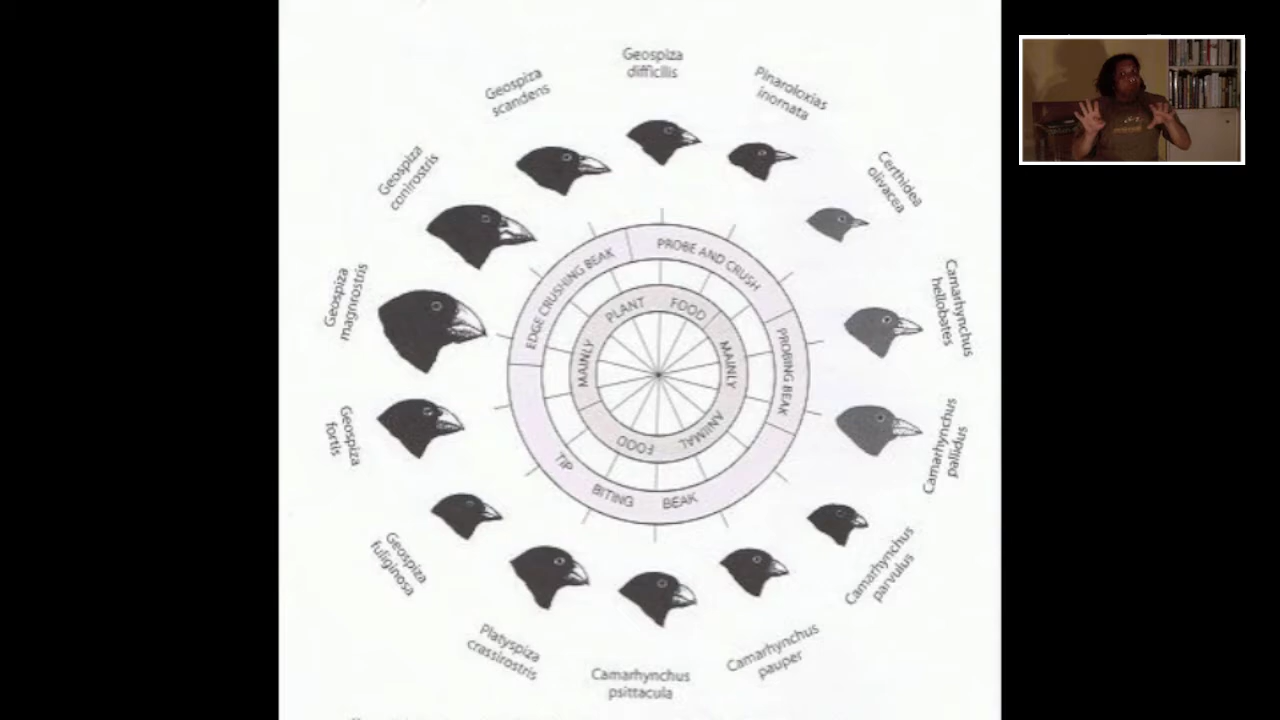 Geospiza
difficilis
Pinaroloxias
inornata
Certhidea
olivacea
Camarhynchus
hellobates
Camarhynchus
pallidus
Camarhynchus
parvulus
Camarhynchus
pauper
Camarhynchus
psittacula
Platyspiza
crassirostris
Geospiza
fuliginosa
Geospiza
fortis
Geospiza
magnrostris
Geospiza
conirostris
Geospiza
scandens
EDGE CRUSHING BEAK
PROBE AND CRUSH
PROBING BEAK
TIP BITING BEAK
MAINLY PLANT FOOD
MAINLY ANIMAL FOOD